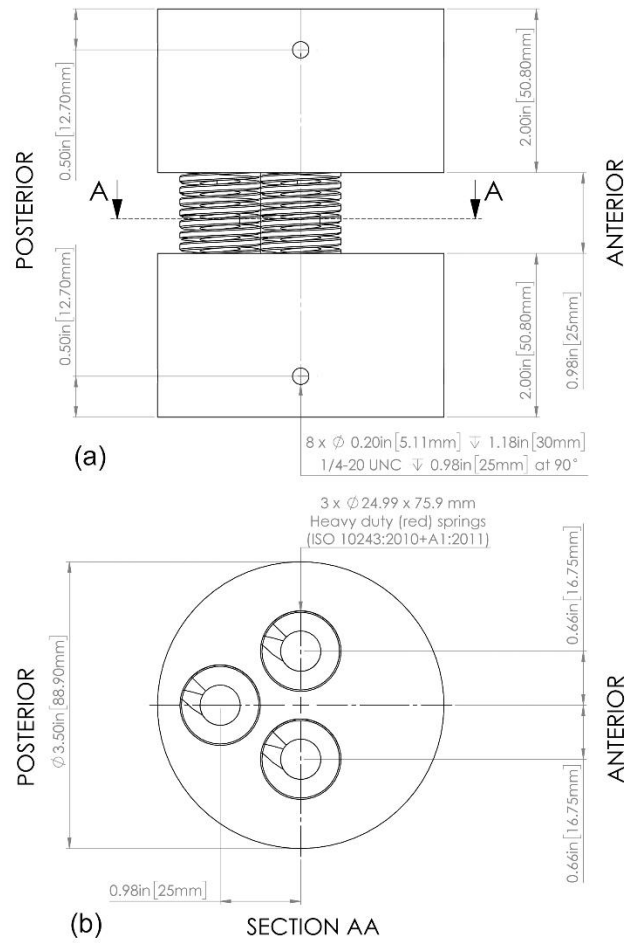 0.50in[12.70mm]
2.00in[50.80mm]
POSTERIOR
A
A
ANTERIOR
0.50in[12.70mm]
2.00in[50.80mm]
0.98in[25mm]
(a)
8 x ⌀ 0.20in[5.11mm] ↧ 1.18in[30mm]
1/4-20 UNC ↧ 0.98in[25mm] at 90°
3 x ⌀ 24.99 x 75.9 mm
Heavy duty (red) springs
(ISO 10243:2010+A1:2011)
POSTERIOR
⌀3.50in[88.90mm]
0.66in[16.75mm]
ANTERIOR
0.66in[16.75mm]
0.98in[25mm]
(b)
SECTION AA